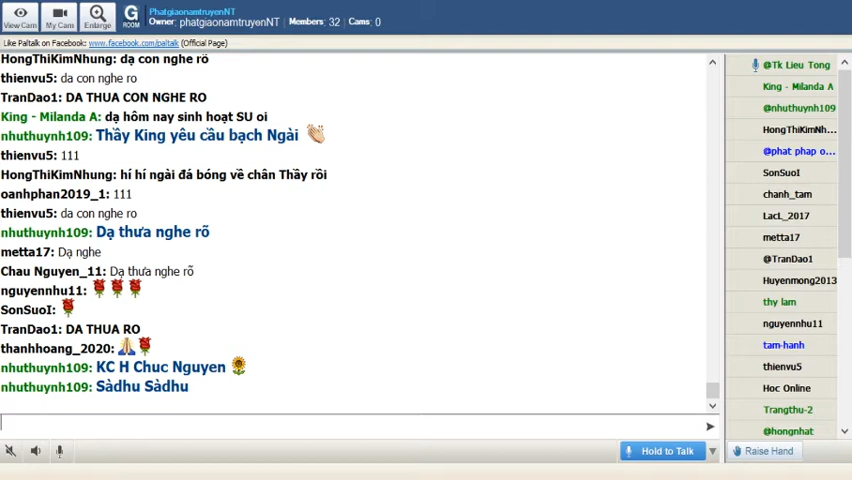 View Cam
My Cam
Enlarge
G
ROOM
PhatgiaonamtruyenNT
Owner: phatgiaonamtruyenNT Members: 32 Cams: 0
Like Paltalk on Facebook: www.facebook.com/paltalk (Official Page)
HongThiKimNhung: dạ con nghe rõ
thienvu5: da con nghe ro
TranDao1: DA THUA CON NGHE RO
King - Milanda A: dạ hôm nay sinh hoạt SU oi
nhuthuynh109: Thầy King yêu cầu bạch Ngài
thienvu5: 111
HongThiKimNhung: hí hí ngài đá bóng về chân Thầy rồi
oanhphan2019_1: 111
thienvu5: da con nghe ro
nhuthuynh109: Dạ thưa nghe rõ
metta17: Dạ nghe
Chau Nguyen_11: Dạ thưa nghe rõ
nguyennhu11:
SonSuoI:
TranDao1: DA THUA RO
thanhhoang_2020:
nhuthuynh109: KC H Chuc Nguyen
nhuthuynh109: Sàdhu Sàdhu
Hold to Talk
@Tk Lieu Tong
King - Milanda A
@nhuthuynh109
HongThiKimNh...
@phat phap o...
SonSuoI
chanh_tam
LacL_2017
metta17
@TranDao1
Huyenmong2013
thy lam
nguyennhu11
tam-hanh
thienvu5
Hoc Online
Trangthu-2
@hongnhat
Raise Hand